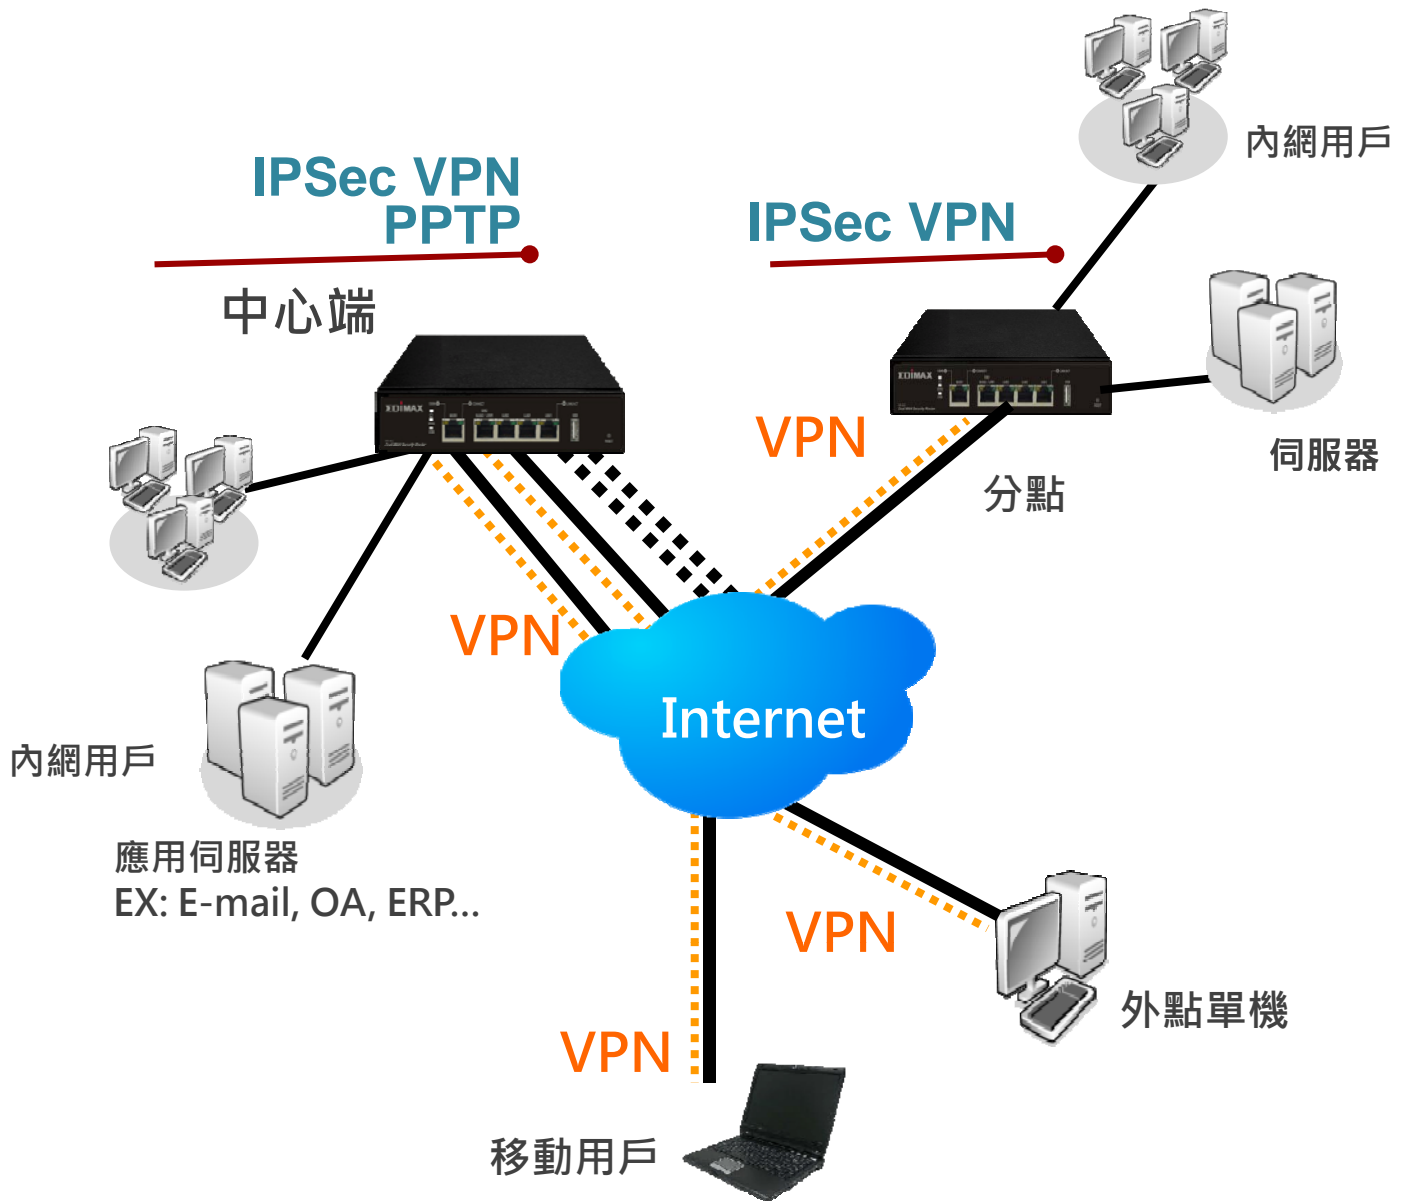 內網用戶
IPSec VPN
PPTP
IPSec VPN
中心端
EDIMAX
EDIMAX
VPN
分點
伺服器
VPN
Internet
內網用戶
應用伺服器
EX: E-mail, OA, ERP...
VPN
外點單機
VPN
移動用戶